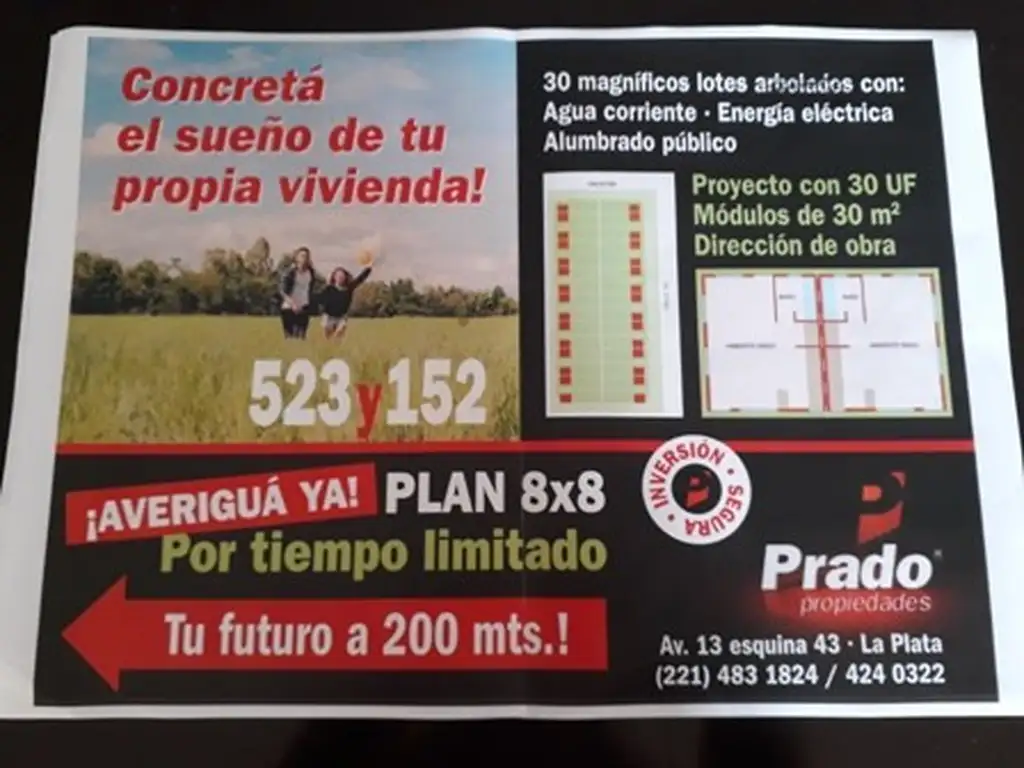 Concretá
el sueño de tu
propia vivienda!
523 y 152
30 magníficos lotes arbolados con:
Agua corriente · Energía eléctrica
Alumbrado público
Proyecto con 30 UF
Módulos de 30 m²
Dirección de obra
¡AVERIGUÁ YA! PLAN 8x8
Por tiempo limitado
Tu futuro a 200 mts.!
INVERSIÓN · SEGURA ·
Prado
propiedades
Av. 13 esquina 43 · La Plata
(221) 483 1824 / 424 0322